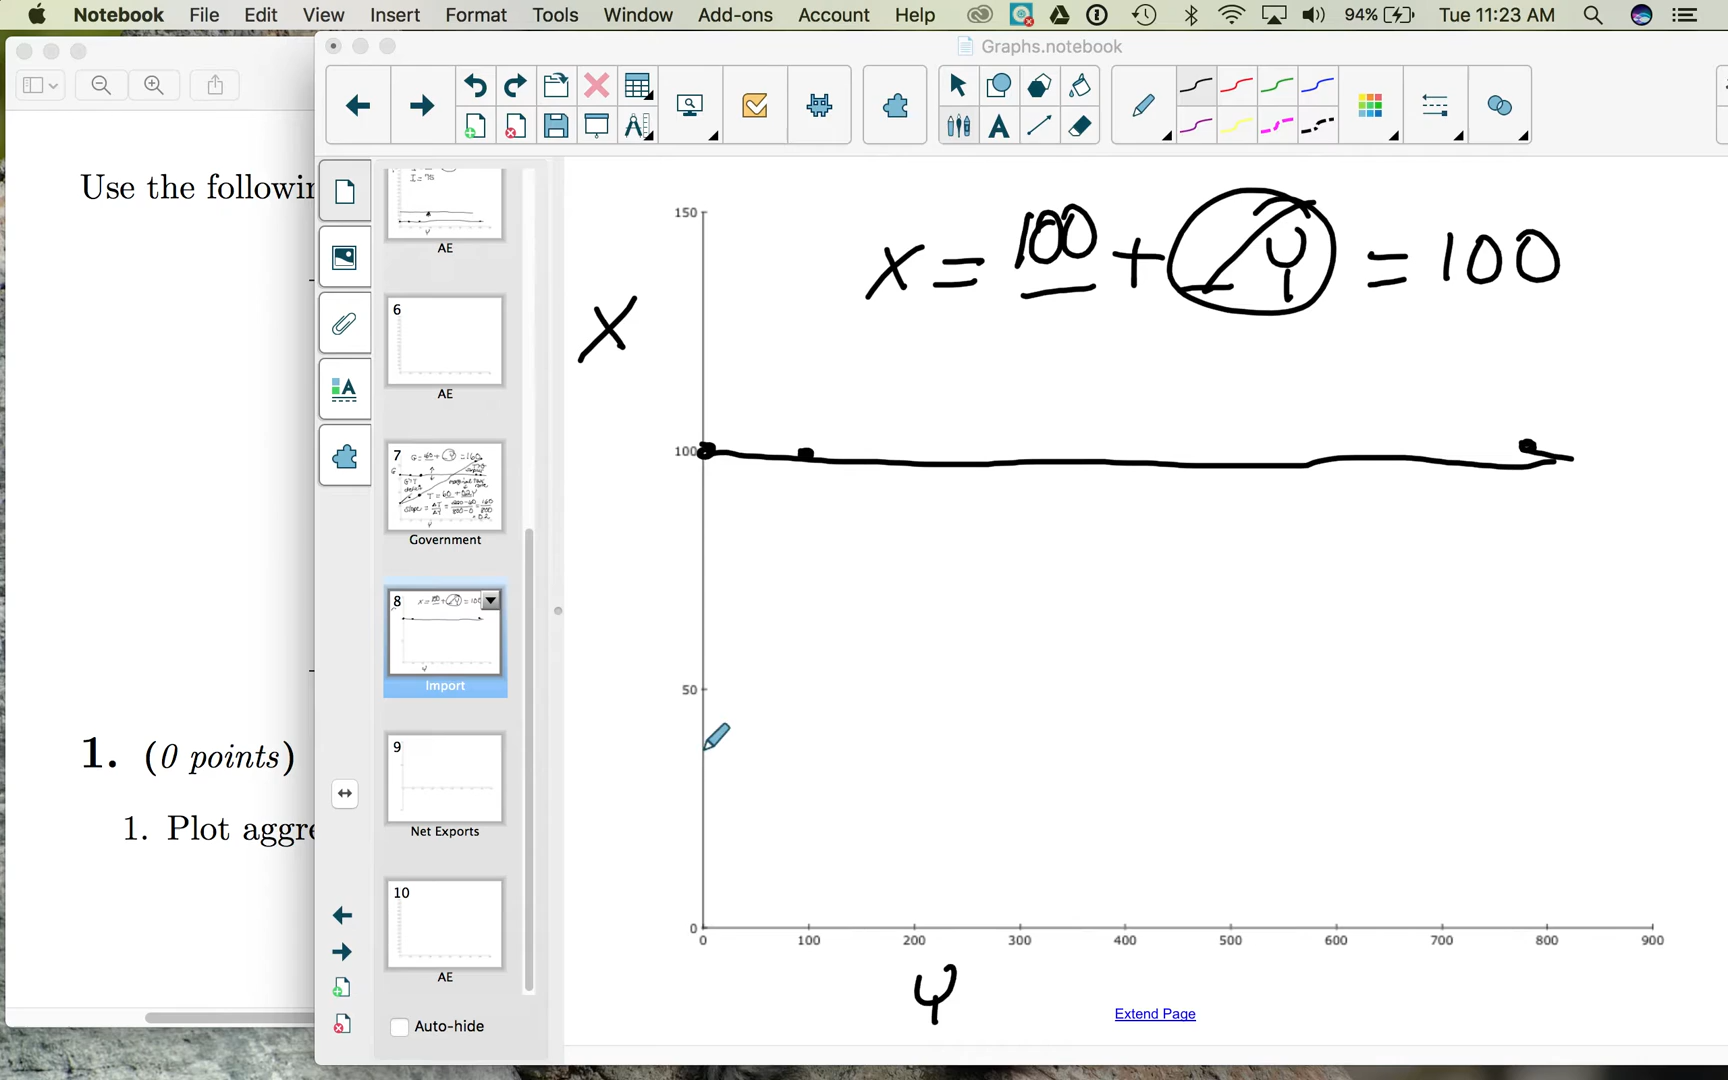 Notebook File Edit View Insert Format Tools Window Add-ons Account Help 94% Tue 11:23 AM
Graphs.notebook
Use the followin
1. (0 points)
1. Plot aggre
I=75
AE
6
AE
7
Government
8
Import
9
Net Exports
10
AE
Auto-hide
X = 100 + Y = 100
X
150
100
50
0
0 100 200 300 400 500 600 700 800 900
Y
Extend Page